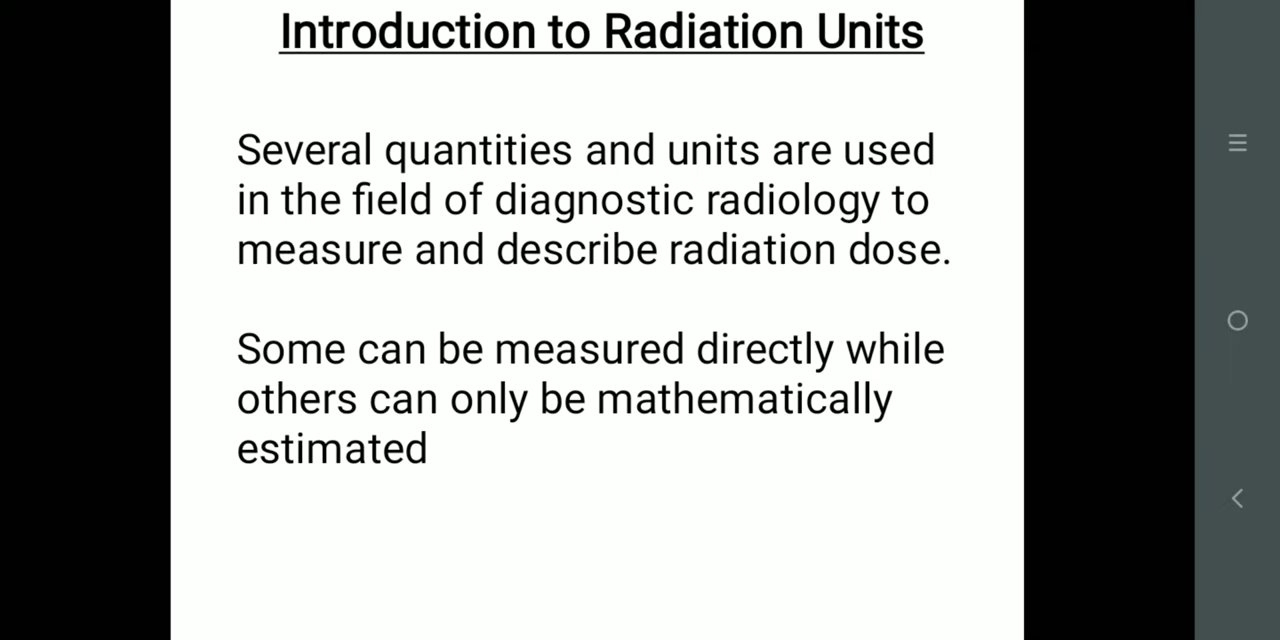 Introduction to Radiation Units
Several quantities and units are used
in the field of diagnostic radiology to
measure and describe radiation dose.
Some can be measured directly while
others can only be mathematically
estimated